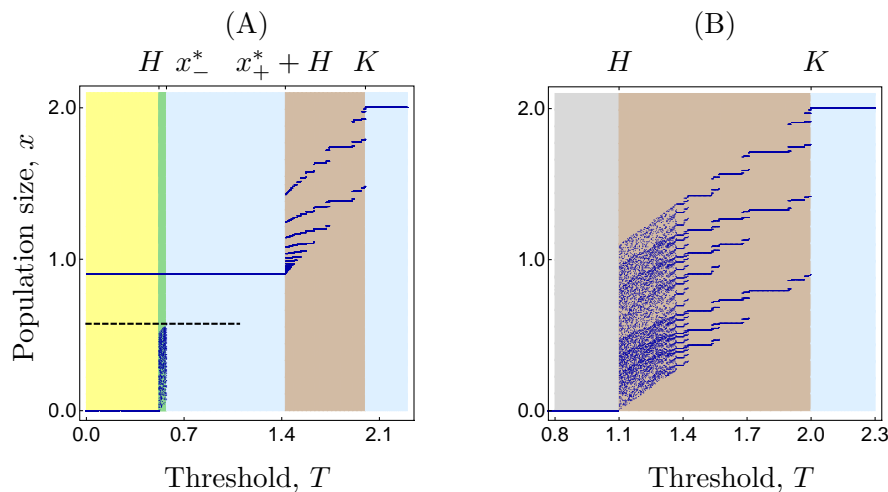 (A)
(B)
H x*₋ x*₊ + H K
H K
Population size, x
2.0
1.0
0.0
0.0 0.7 1.4 2.1
Threshold, T
2.0
1.0
0.0
0.8 1.1 1.4 1.7 2.0 2.3
Threshold, T